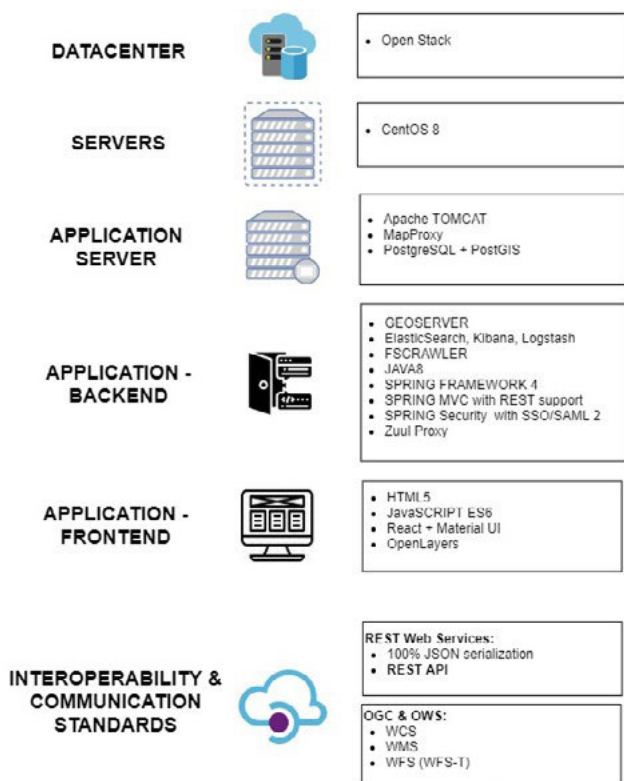 DATACENTER
• Open Stack
SERVERS
• CentOS 8
APPLICATION
SERVER
• Apache TOMCAT
• MapProxy
• PostgreSQL + PostGIS
APPLICATION -
BACKEND
• GEOSERVER
• ElasticSearch, Kibana, Logstash
• FSCRAWLER
• JAVA8
• SPRING FRAMEWORK 4
• SPRING MVC with REST support
• SPRING Security with SSO/SAML 2
• Zuul Proxy
APPLICATION -
FRONTEND
• HTML5
• JavaSCRIPT ES6
• React + Material UI
• OpenLayers
INTEROPERABILITY &
COMMUNICATION
STANDARDS
REST Web Services:
• 100% JSON serialization
• REST API
OGC & OWS:
• WCS
• WMS
• WFS (WFS-T)